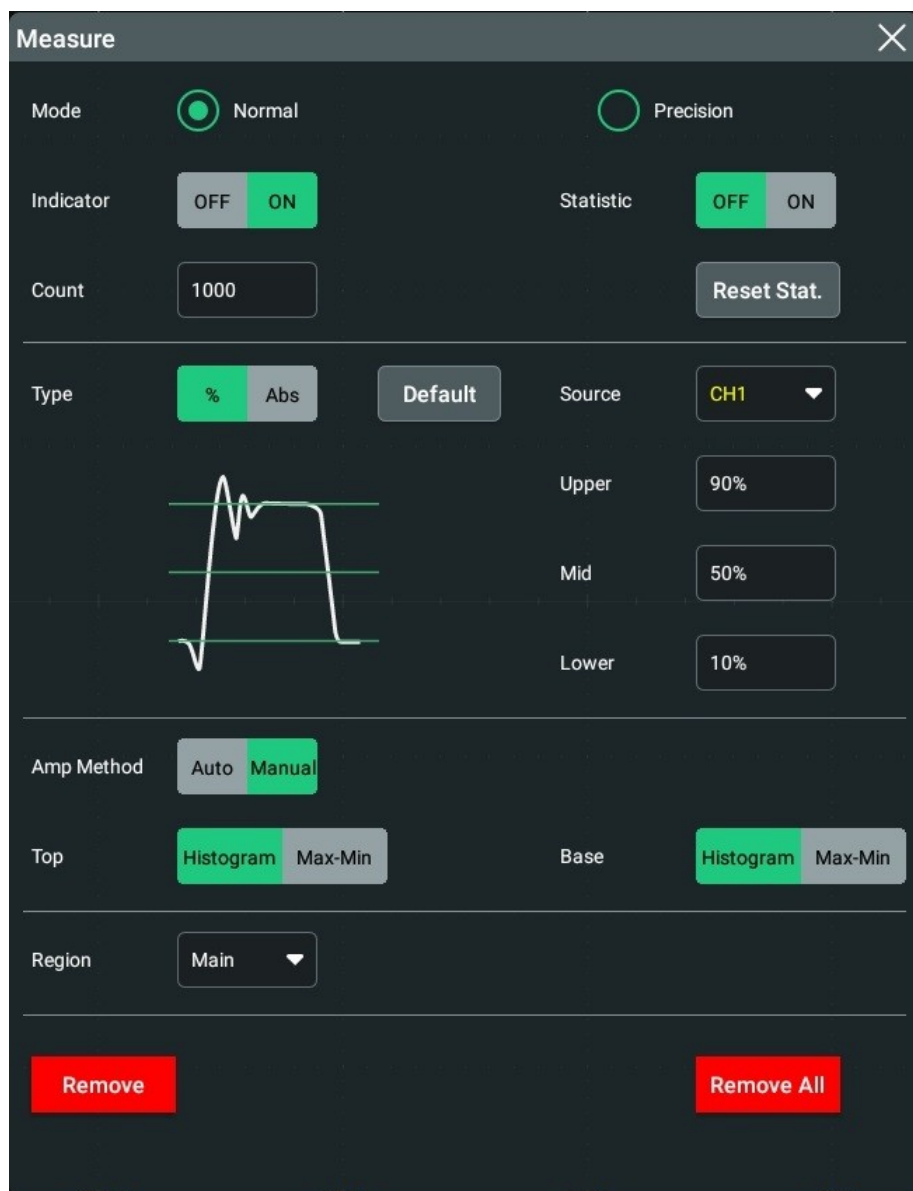 Measure
Mode Normal Precision
Indicator OFF ON Statistic OFF ON
Count 1000 Reset Stat.
Type % Abs Default Source CH1
Upper 90%
Mid 50%
Lower 10%
Amp Method Auto Manual
Top Histogram Max-Min Base Histogram Max-Min
Region Main
Remove Remove All